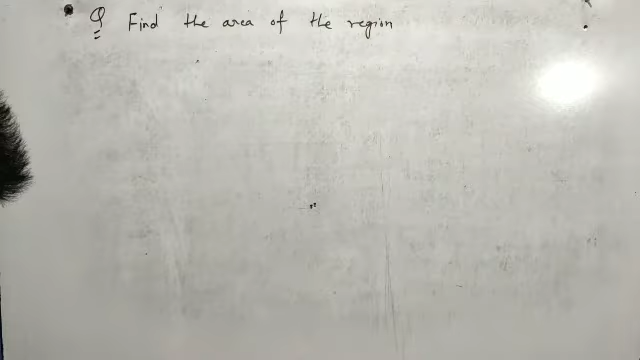 Q Find the area of the region